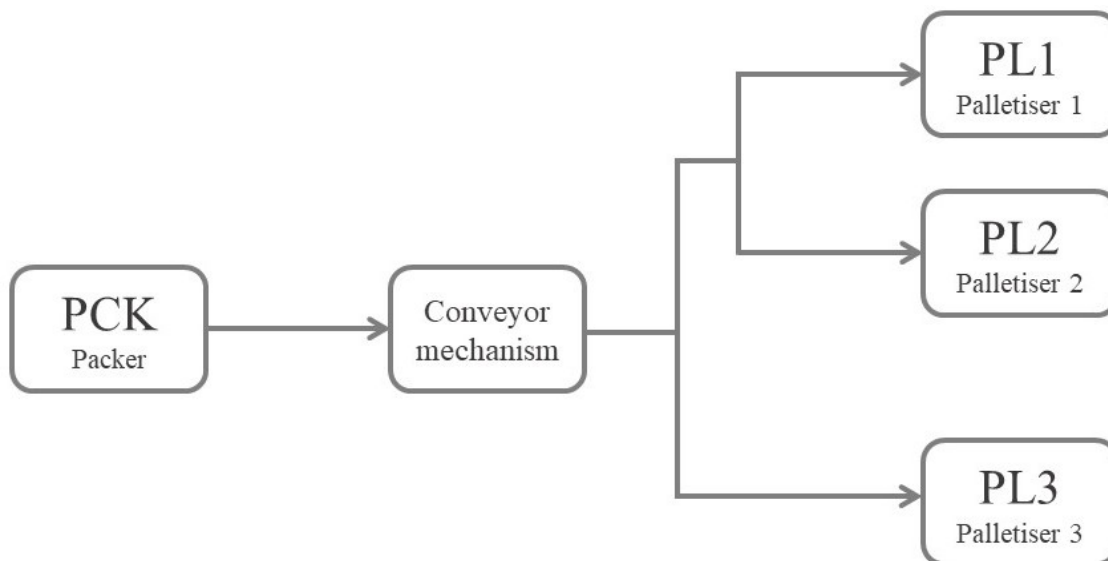 PL1
Palletiser 1
PL2
Palletiser 2
PCK
Packer
Conveyor
mechanism
PL3
Palletiser 3